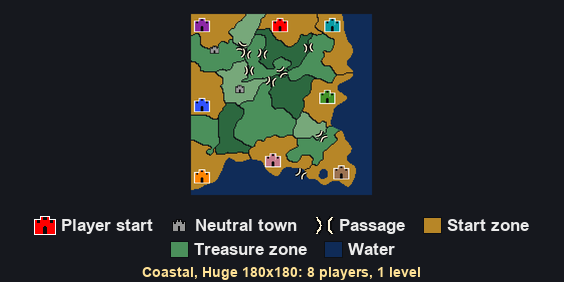 Player start Neutral town Passage Start zone
Treasure zone Water
Coastal, Huge 180x180: 8 players, 1 level